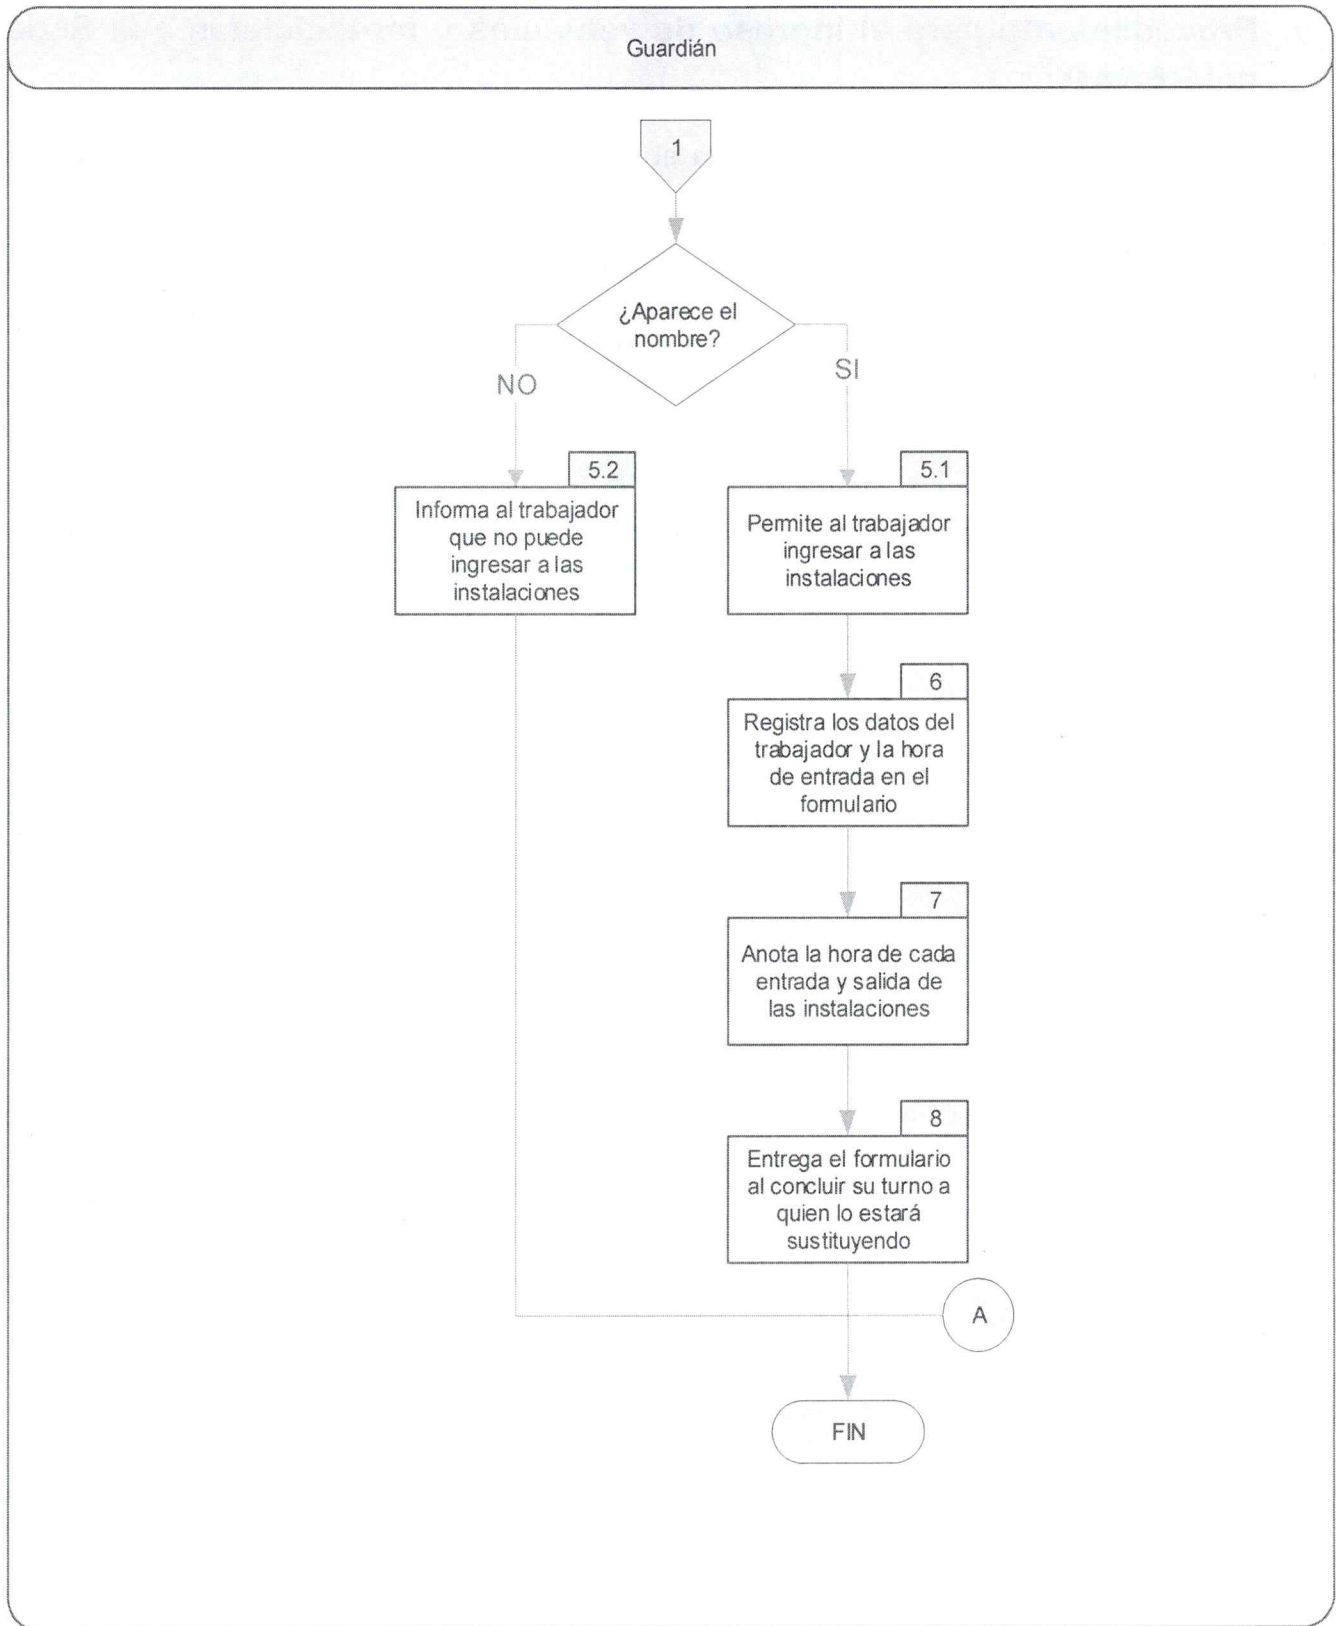 Guardián
1
¿Aparece el
nombre?
NO
SI
5.2
Informa al trabajador
que no puede
ingresar a las
instalaciones
5.1
Permite al trabajador
ingresar a las
instalaciones
6
Registra los datos del
trabajador y la hora
de entrada en el
formulario
7
Anota la hora de cada
entrada y salida de
las instalaciones
8
Entrega el formulario
al concluir su turno a
quien lo estará
sustituyendo
A
FIN